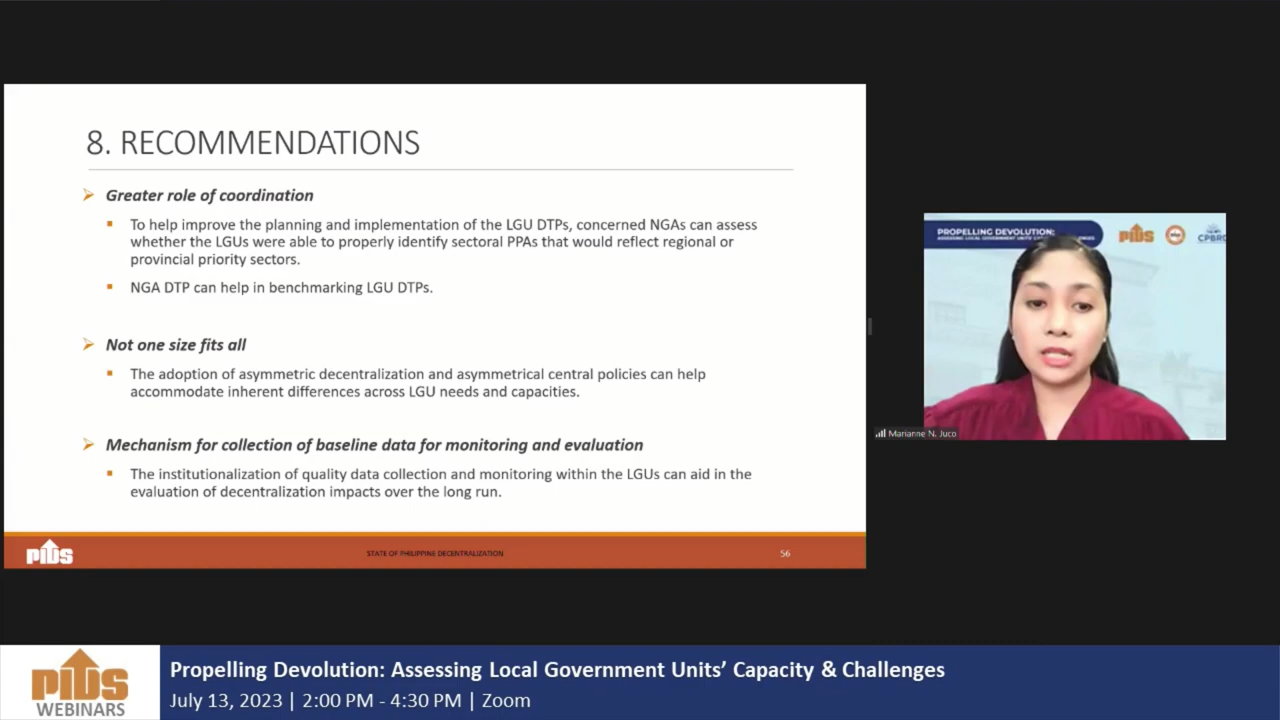 8. RECOMMENDATIONS
Greater role of coordination
To help improve the planning and implementation of the LGU DTPs, concerned NGAs can assess
whether the LGUs were able to properly identify sectoral PPAs that would reflect regional or
provincial priority sectors.
NGA DTP can help in benchmarking LGU DTPs.
Not one size fits all
The adoption of asymmetric decentralization and asymmetrical central policies can help
accommodate inherent differences across LGU needs and capacities.
Mechanism for collection of baseline data for monitoring and evaluation
The institutionalization of quality data collection and monitoring within the LGUs can aid in the
evaluation of decentralization impacts over the long run.
PIDS
STATE OF PHILIPPINE DECENTRALIZATION
56
PROPELLING DEVOLUTION:
ASSESSING LOCAL GOVERNMENT UNITS'
PIDS
CPBRD
Marianne N. Juco
PIDS
WEBINARS
Propelling Devolution: Assessing Local Government Units' Capacity & Challenges
July 13, 2023 | 2:00 PM - 4:30 PM | Zoom